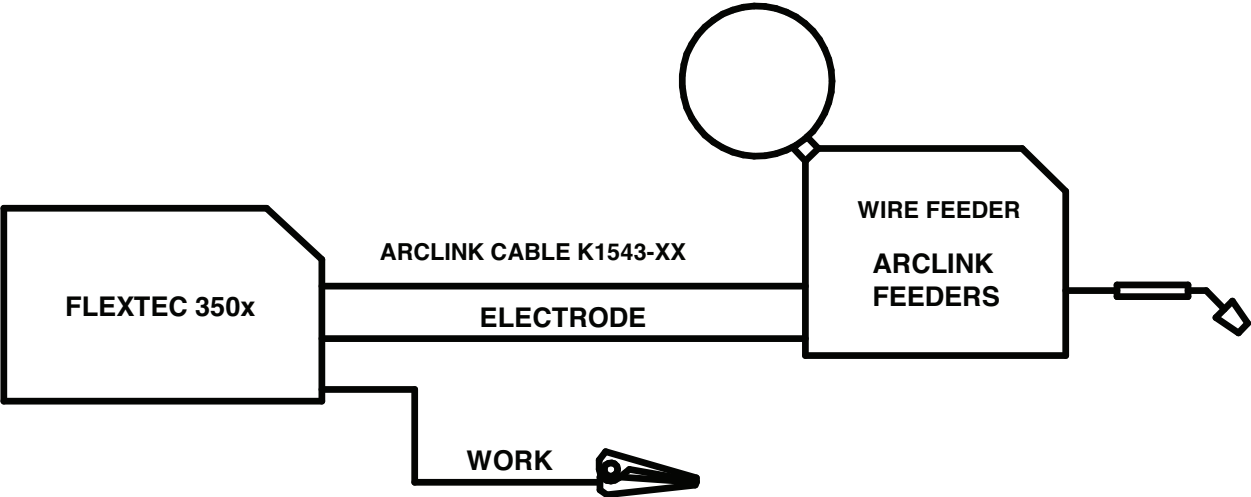 WIRE FEEDER
ARCLINK CABLE K1543-XX
ARCLINK
FEEDERS
FLEXTEC 350x
ELECTRODE
WORK